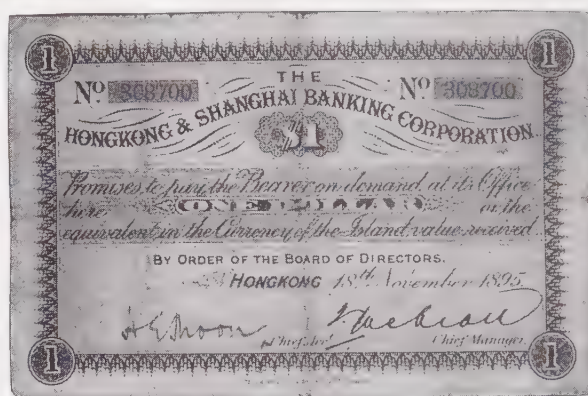 1 1
THE
Nº 308700 Nº 308700
HONGKONG & SHANGHAI BANKING CORPORATION
$1
Promises to pay the Bearer on demand at its Office
here ONE DOLLAR or the
equivalent in the Currency of the Island, value received.
BY ORDER OF THE BOARD OF DIRECTORS.
HONGKONG 18th November 1895
Chief Manager.
1 1